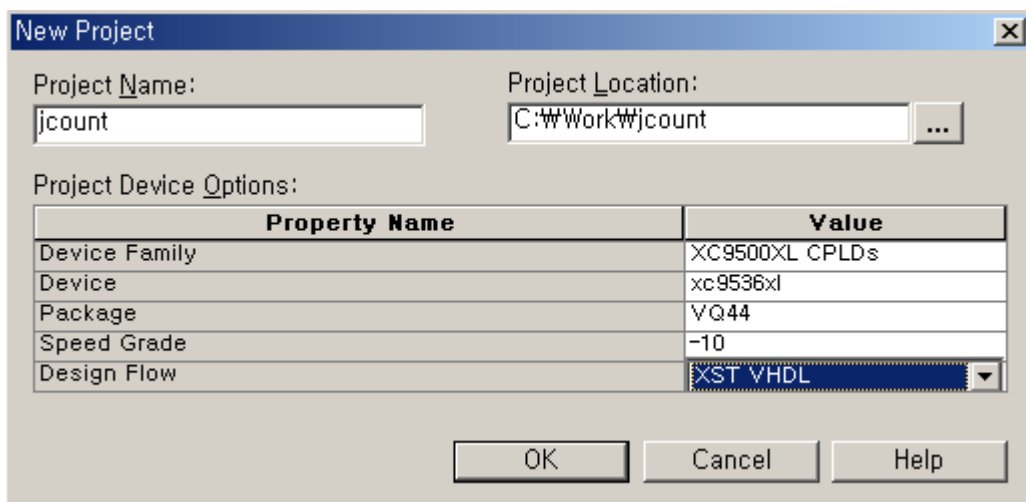 New Project
Project Name:
Project Location:
jcount
C:₩Work₩jcount
...
Project Device Options:
Property Name Value
Device Family XC9500XL CPLDs
Device xc9536xl
Package VQ44
Speed Grade -10
Design Flow XST VHDL
OK Cancel Help